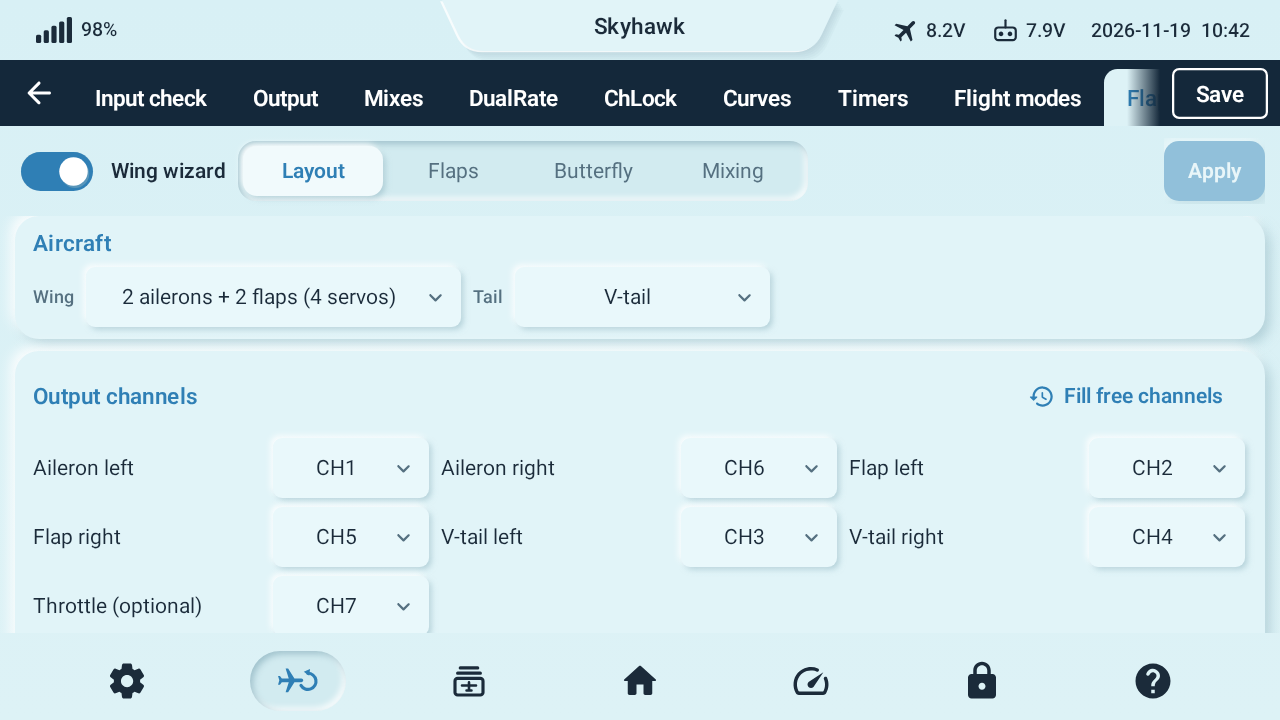 98%
Skyhawk
8.2V
7.9V
2026-11-19 10:42
Input check
Output
Mixes
DualRate
ChLock
Curves
Timers
Flight modes
Fla
Save
Wing wizard
Layout
Flaps
Butterfly
Mixing
Apply
Aircraft
Wing
2 ailerons + 2 flaps (4 servos)
Tail
V-tail
Output channels
Fill free channels
Aileron left
CH1
Aileron right
CH6
Flap left
CH2
Flap right
CH5
V-tail left
CH3
V-tail right
CH4
Throttle (optional)
CH7